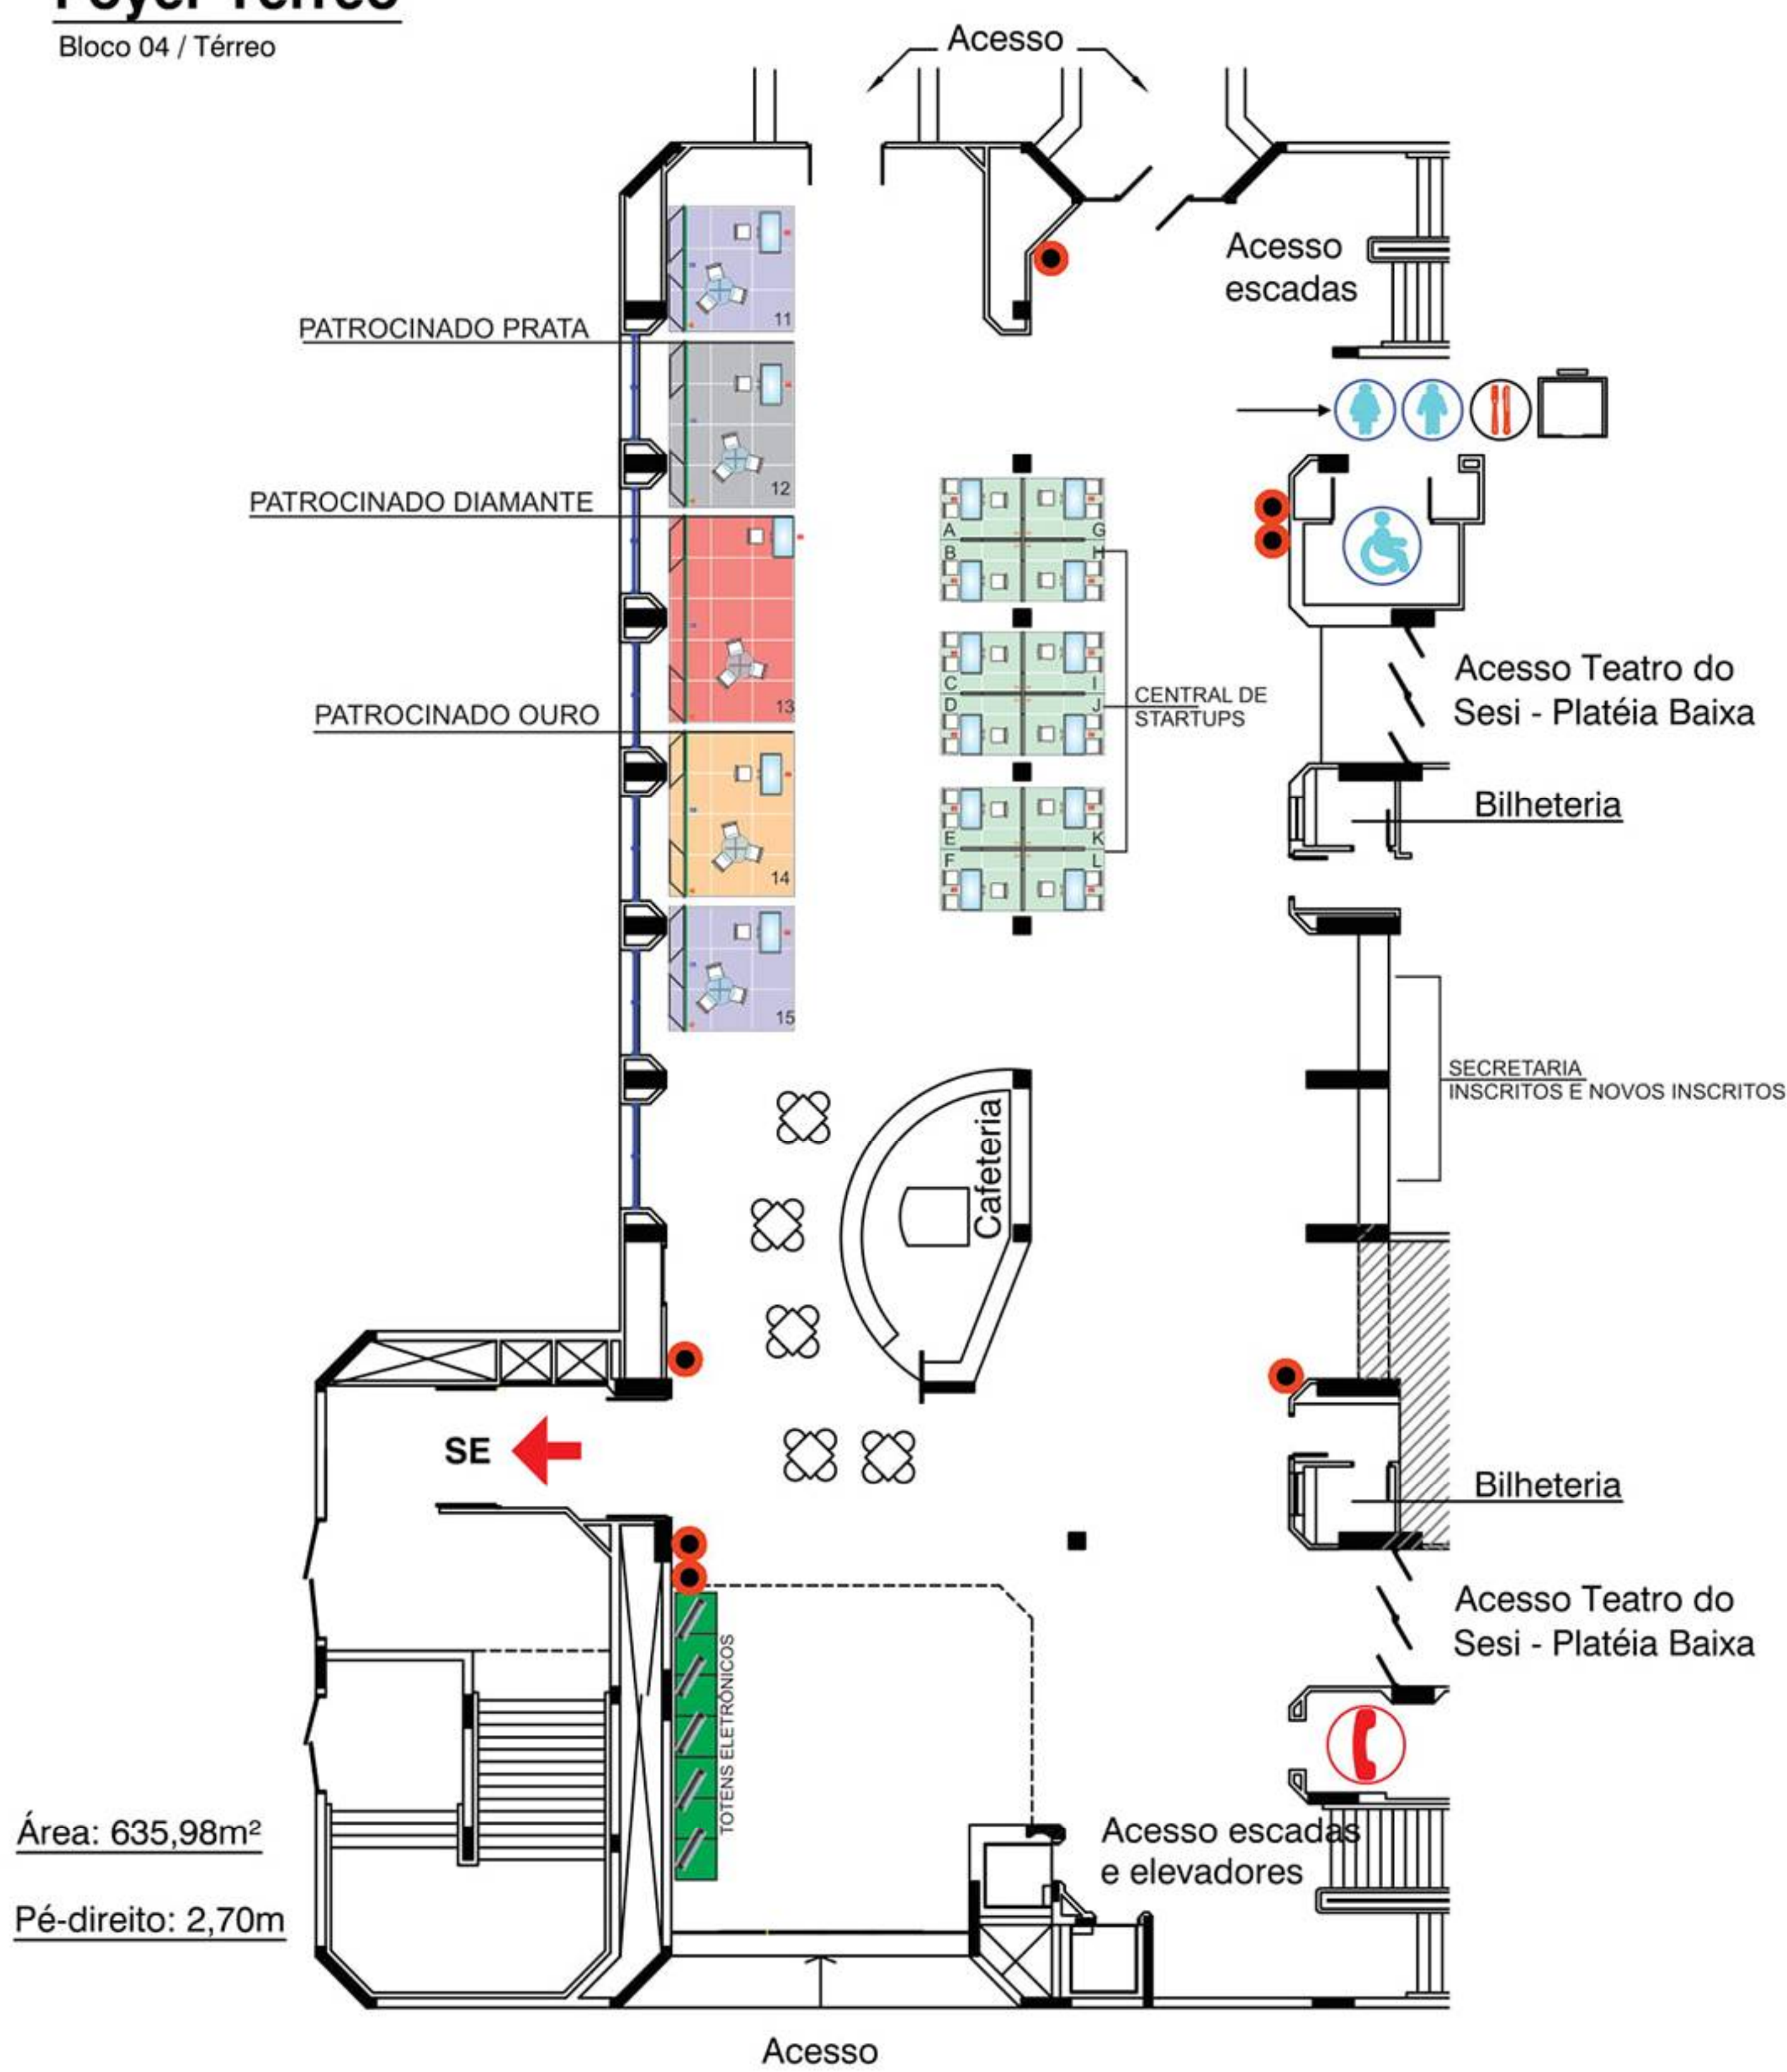 Foyer Térreo
Bloco 04 / Térreo
Acesso
Acesso
escadas
11
PATROCINADO PRATA
12
PATROCINADO DIAMANTE
13
PATROCINADO OURO
14
15
A
G
B
H
C
I
D
J
E
K
F
L
CENTRAL DE
STARTUPS
Acesso Teatro do
Sesi - Platéia Baixa
Bilheteria
SECRETARIA
INSCRITOS E NOVOS INSCRITOS
Cafeteria
SE
Bilheteria
Acesso Teatro do
Sesi - Platéia Baixa
TOTENS ELETRÔNICOS
Acesso escadas
e elevadores
Área: 635,98m²
Pé-direito: 2,70m
Acesso